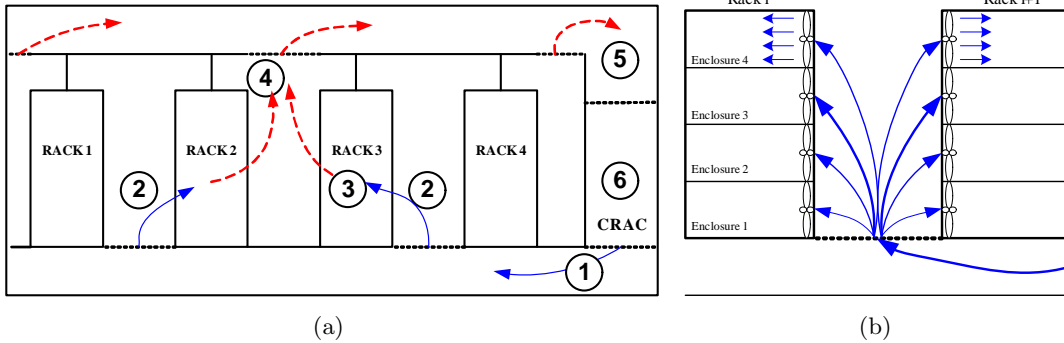 5
4
RACK 1
RACK 2
RACK 3
RACK 4
2
3
2
6
CRAC
1
(a)
Enclosure 4
Enclosure 3
Enclosure 2
Enclosure 1
(b)